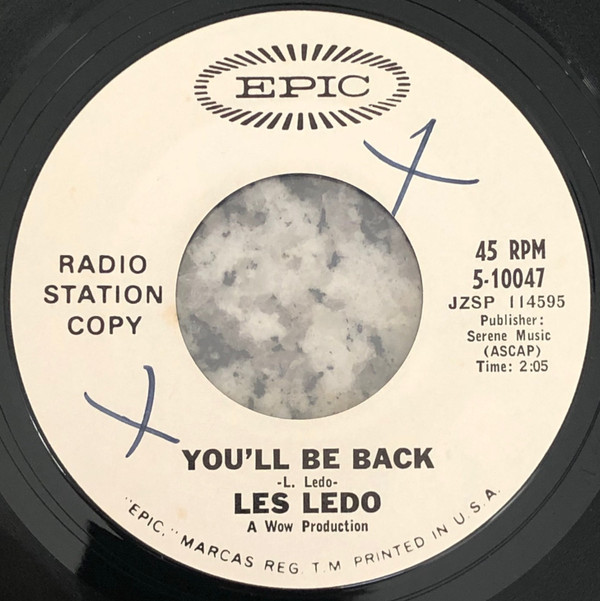 EPIC
RADIO
STATION
COPY
45 RPM
5-10047
JZSP 114595
Publisher:
Serene Music
(ASCAP)
Time: 2:05
YOU'LL BE BACK
-L. Ledo-
LES LEDO
A Wow Production
"EPIC," MARCAS REG. T.M PRINTED IN U.S.A.